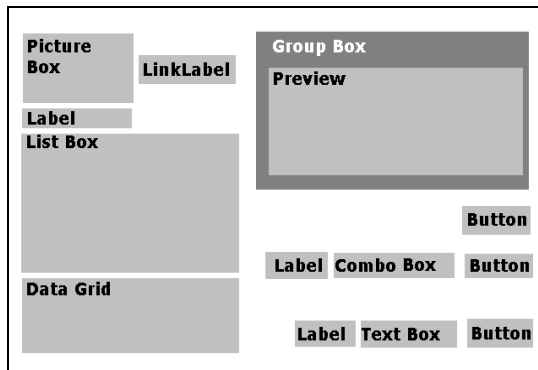 Picture
Box
LinkLabel
Label
List Box
Data Grid
Group Box
Preview
Button
Label Combo Box Button
Label Text Box Button